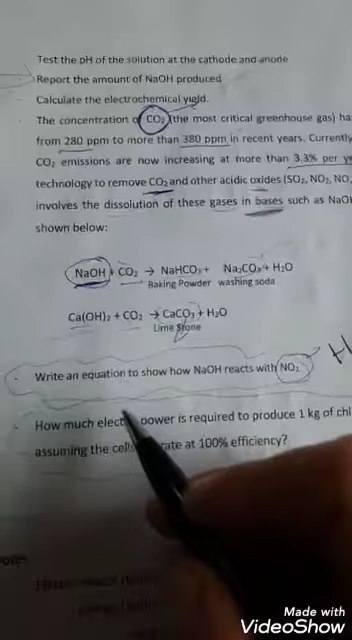 Test the pH of the solution at the cathode and anode
Report the amount of NaOH produced
Calculate the electrochemical yield.
The concentration of CO₂ (the most critical greenhouse gas) ha
from 280 ppm to more than 380 ppm in recent years. Currently
CO₂ emissions are now increasing at more than 3.3% per ye
technology to remove CO₂ and other acidic oxides (SO₂, NO₂, NO,
involves the dissolution of these gases in bases such as NaO
shown below:
NaOH + CO₂ → NaHCO₃ + Na₂CO₃ + H₂O
Baking Powder washing soda
Ca(OH)₂ + CO₂ → CaCO₃ + H₂O
Lime Stone
- Write an equation to show how NaOH reacts with NO₂
H
- How much elect power is required to produce 1 kg of chl
assuming the cells rate at 100% efficiency?
Made with
VideoShow